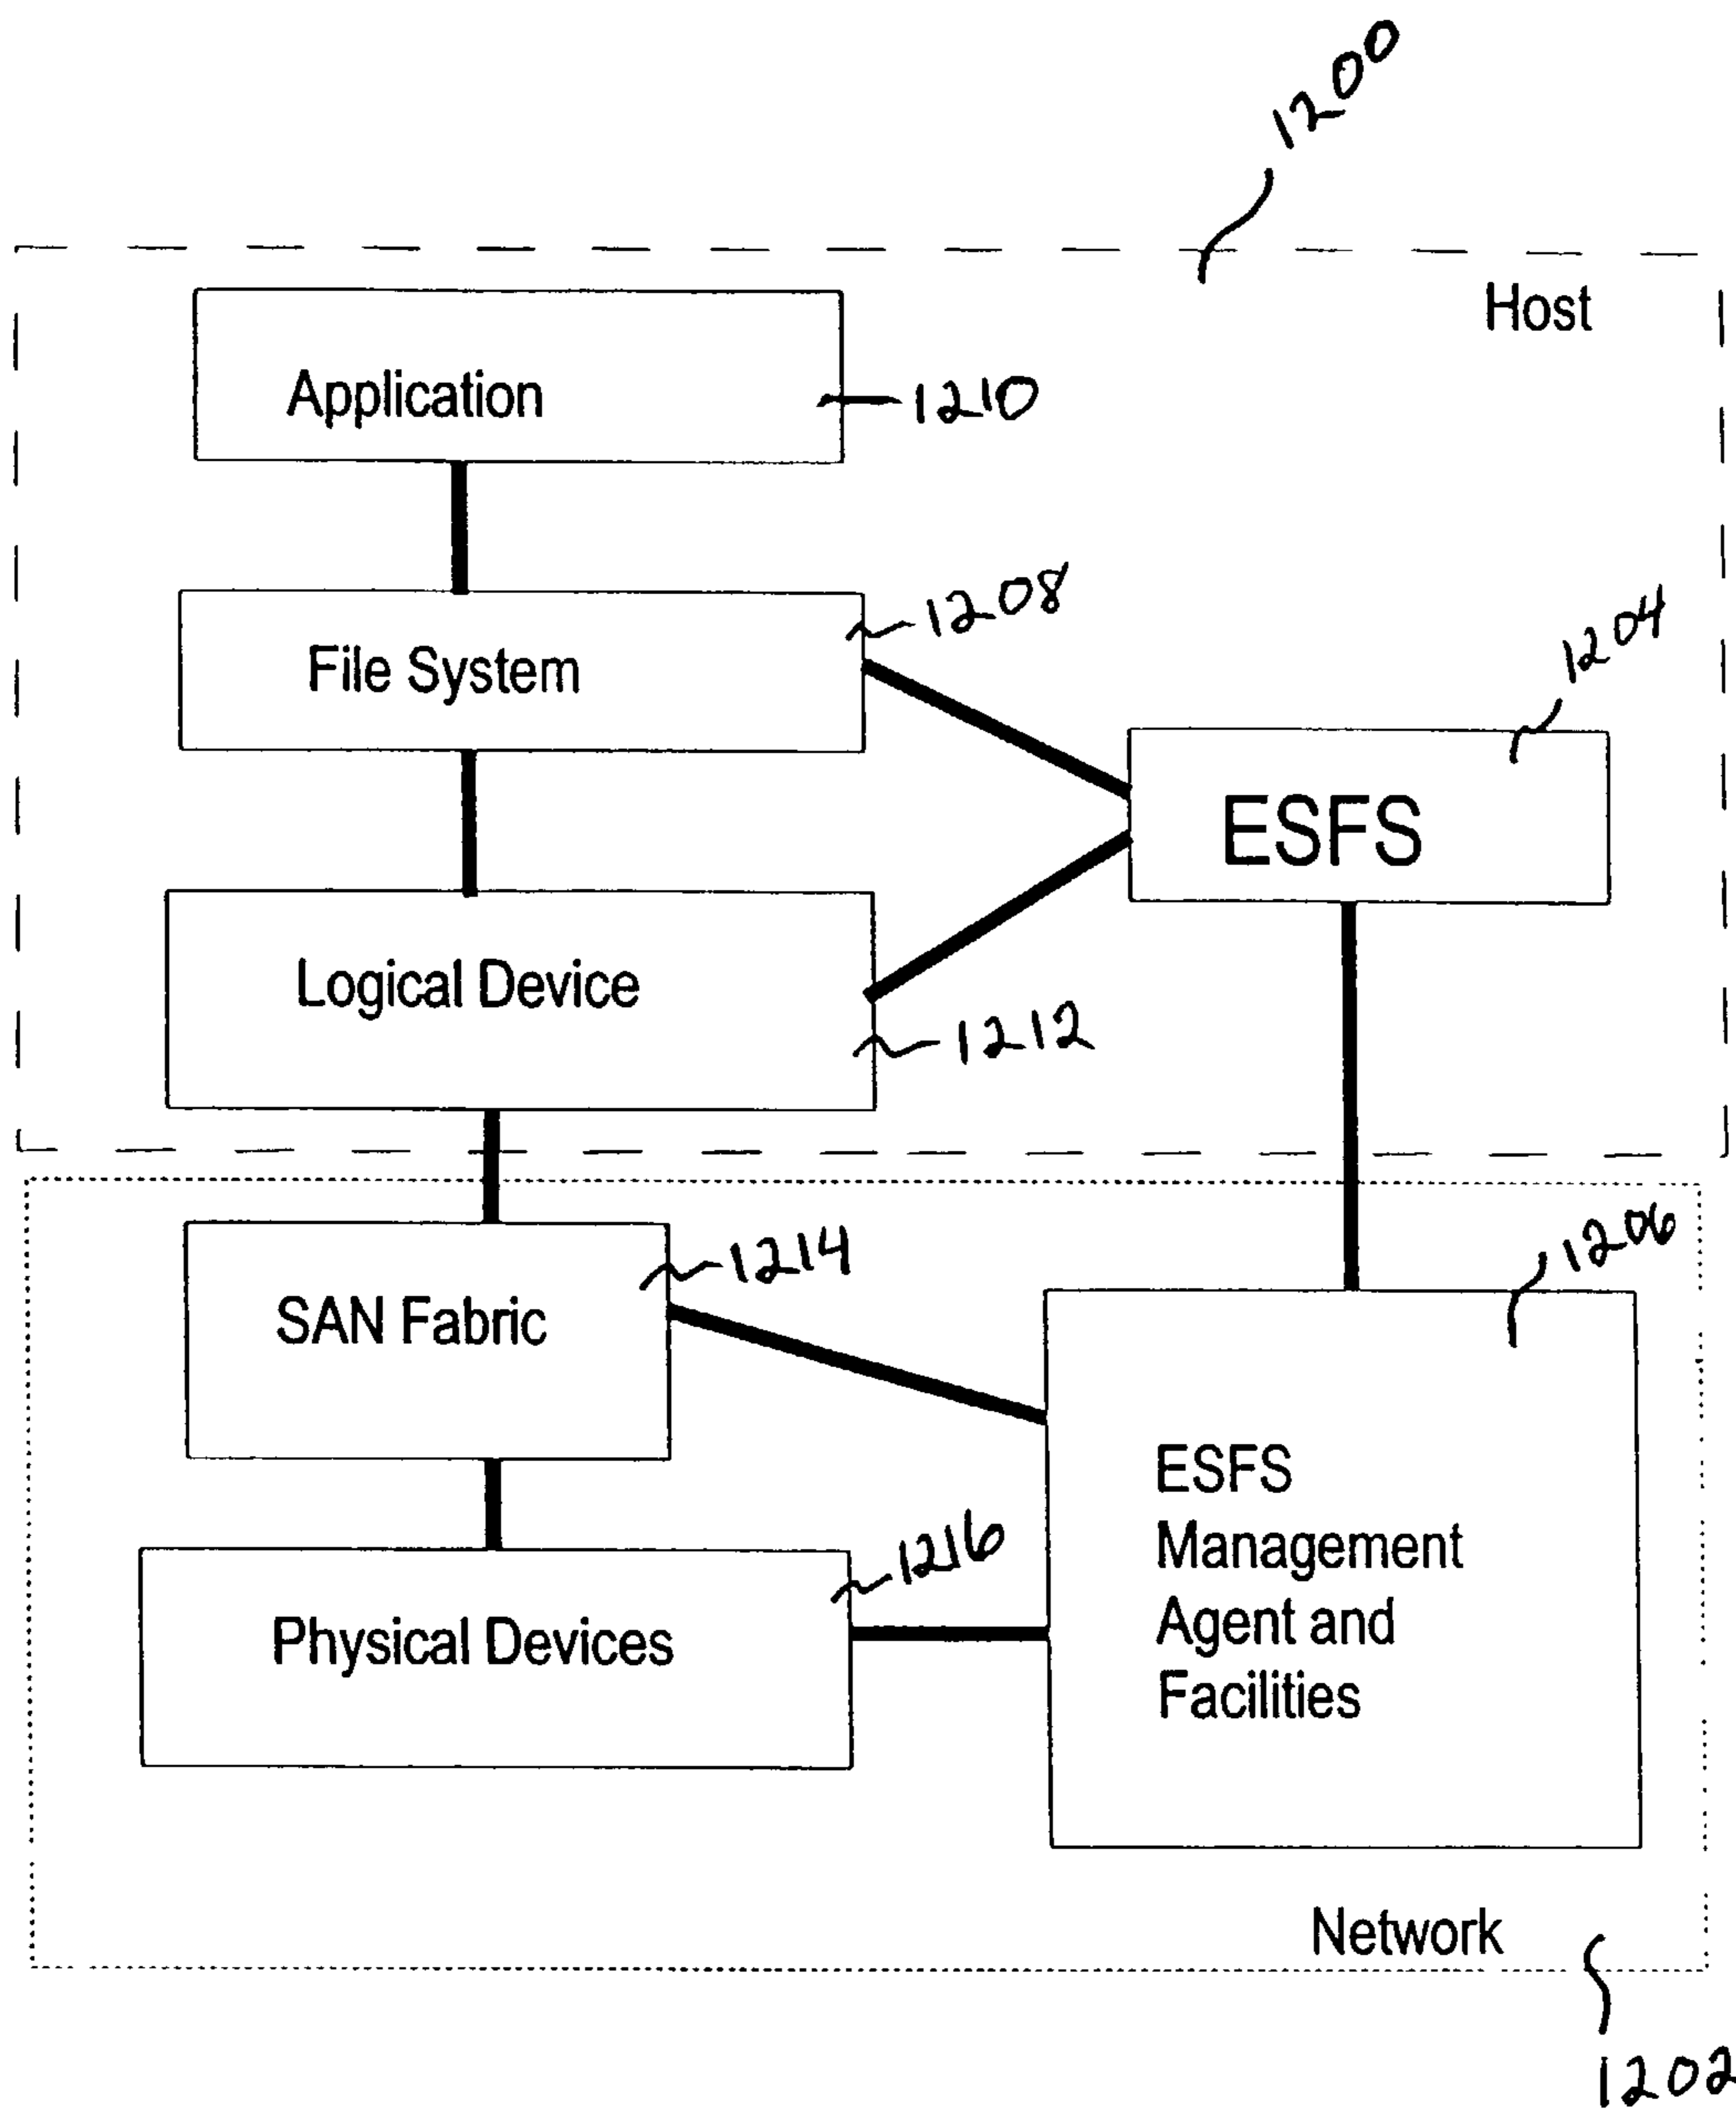 1200
Host
Application
1210
File System
1208
1204
ESFS
Logical Device
1212
SAN Fabric
1214
1206
ESFS
Management
Agent and
Facilities
Physical Devices
1216
Network
1202